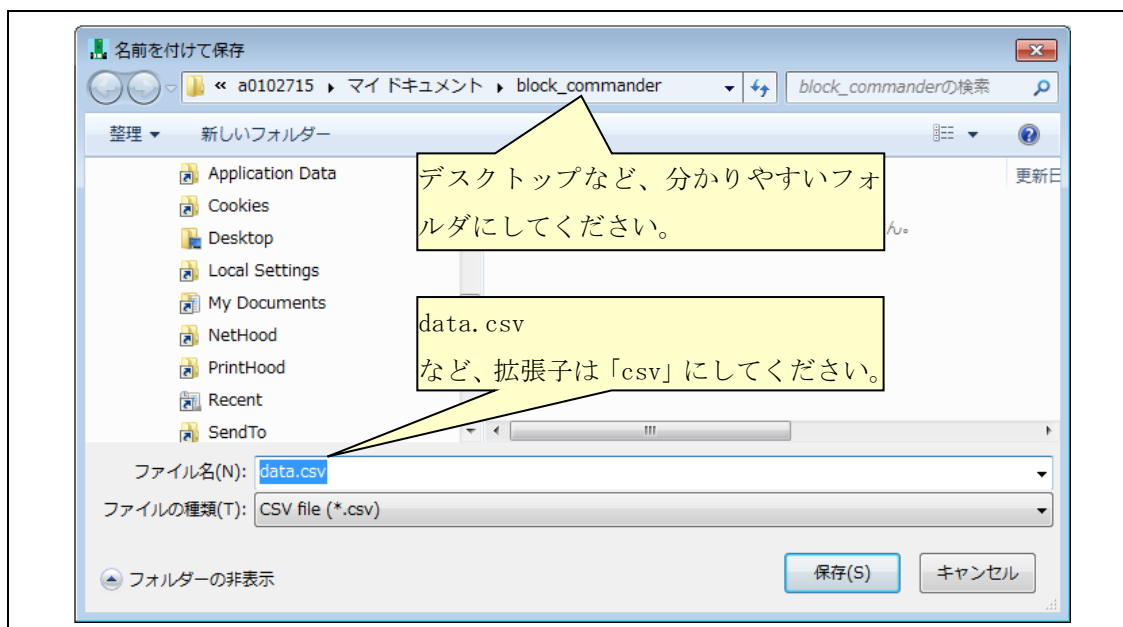 名前を付けて保存
« a0102715 ▸ マイ ドキュメント ▸ block_commander
block_commanderの検索
整理 ▼ 新しいフォルダー
Application Data
更新日
Cookies
Desktop
Local Settings
My Documents
NetHood
PrintHood
Recent
SendTo
デスクトップなど、分かりやすいフォ
ルダにしてください。
ん。
data.csv
など、拡張子は「csv」にしてください。
ファイル名(N): data.csv
ファイルの種類(T): CSV file (*.csv)
フォルダーの非表示
保存(S)
キャンセル